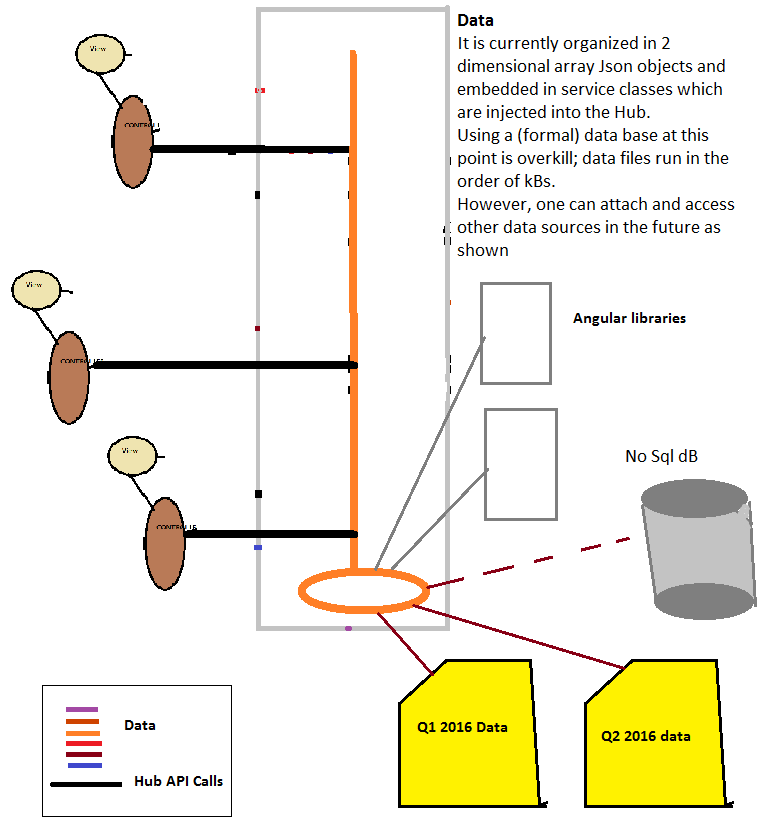 Data
It is currently organized in 2
dimensional array Json objects and
embedded in service classes which
are injected into the Hub.
Using a (formal) data base at this
point is overkill; data files run in the
order of kBs.
However, one can attach and access
other data sources in the future as
shown
View
View
View
Angular libraries
No Sql dB
Q1 2016 Data
Q2 2016 data
Data
Hub API Calls